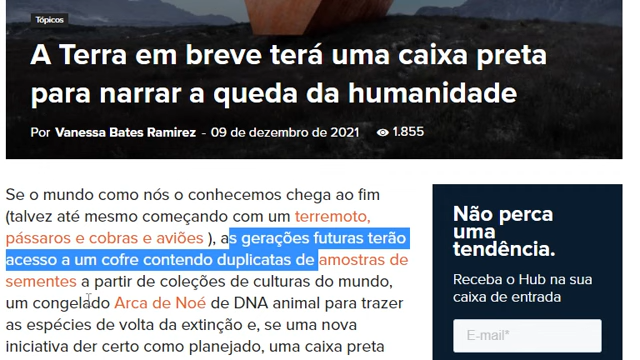 Tópicos
A Terra em breve terá uma caixa preta
para narrar a queda da humanidade
Por Vanessa Bates Ramirez - 09 de dezembro de 2021 1.855
Se o mundo como nós o conhecemos chega ao fim
(talvez até mesmo começando com um terremoto,
pássaros e cobras e aviões ), as gerações futuras terão
acesso a um cofre contendo duplicatas de amostras de
sementes a partir de coleções de culturas do mundo,
um congelado Arca de Noé de DNA animal para trazer
as espécies de volta da extinção e, se uma nova
iniciativa der certo como planejado, uma caixa preta
Não perca
uma
tendência.
Receba o Hub na sua
caixa de entrada
E-mail*